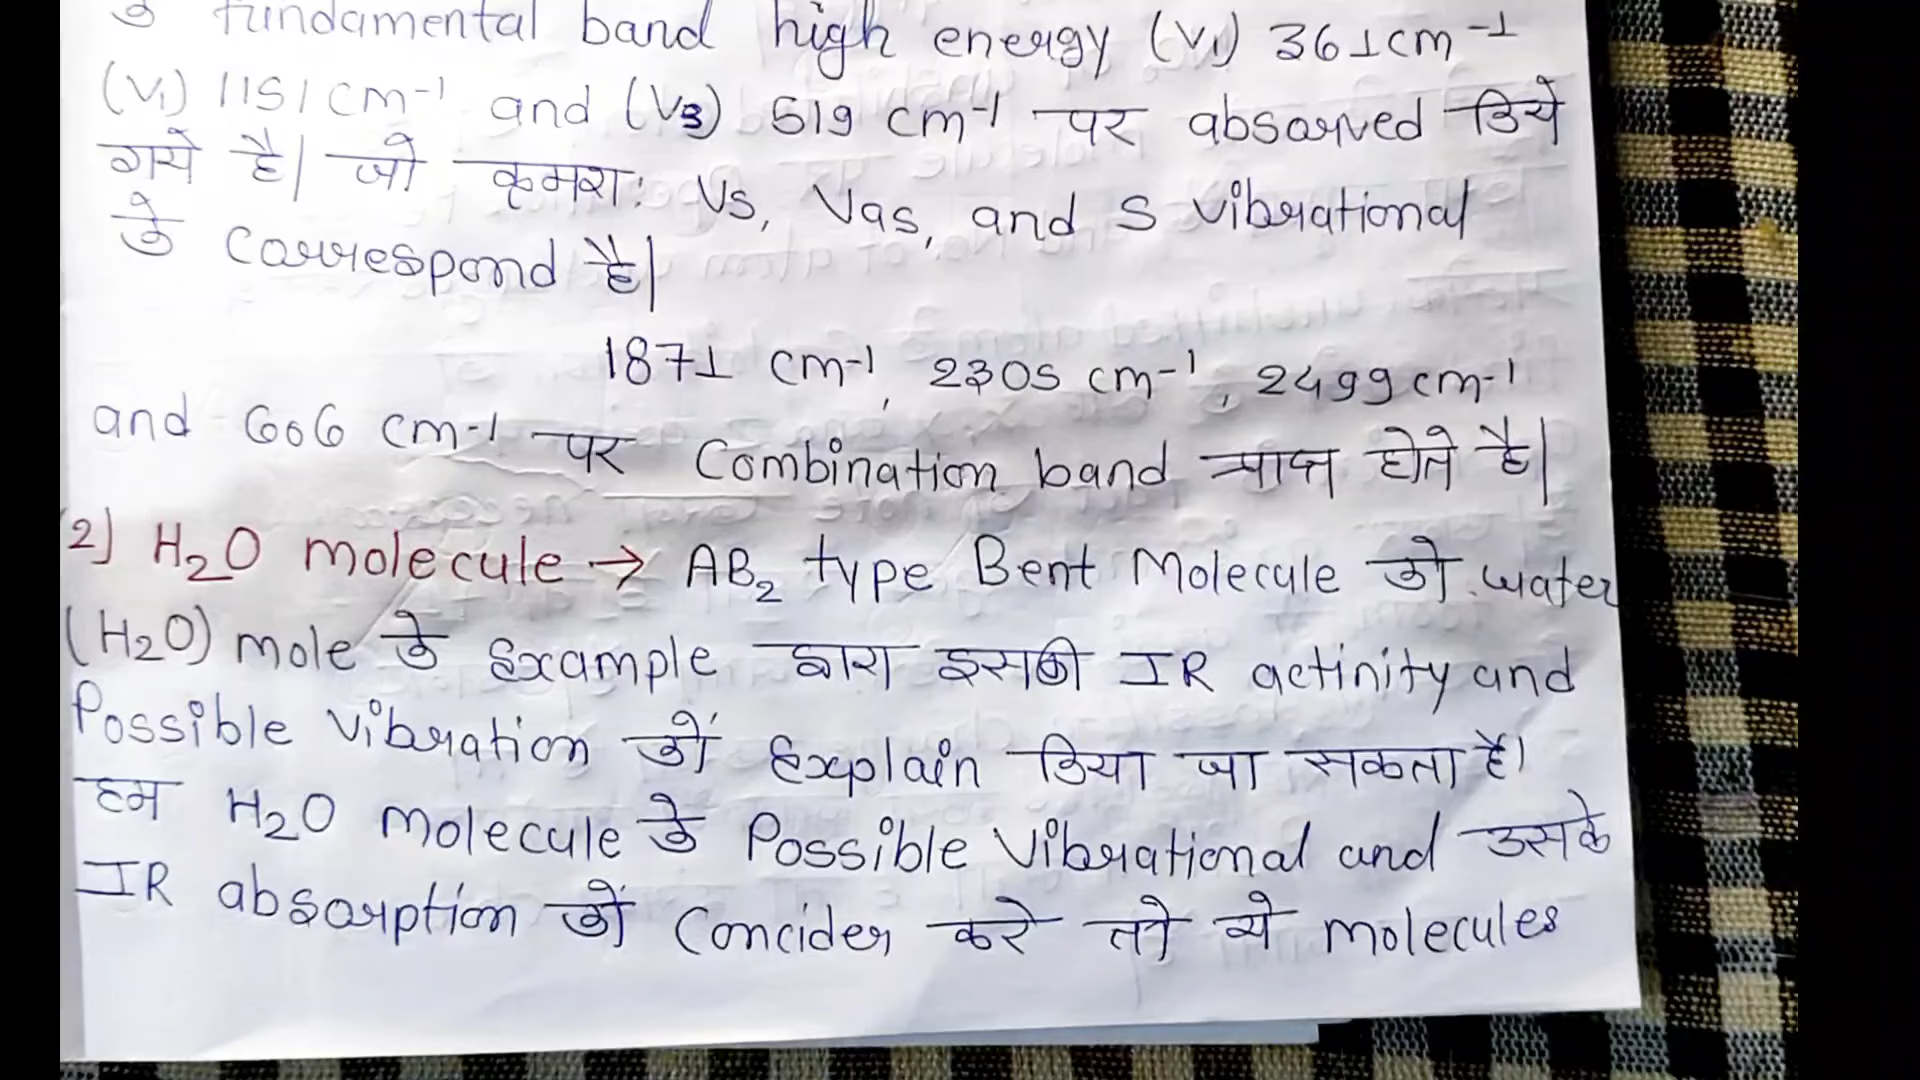 के fundamental band high energy (V1) 361cm-1
(V1) 1151 cm-1 and (V3) 519 cm-1 पर absorved किये
गये है। जो क्रमश: Vs, Vas, and S vibrational
के correspond है।
1871 cm-1, 2305 cm-1, 2499 cm-1
and 606 cm-1 पर Combination band प्राप्त होते है।
2) H2O molecule → AB2 type Bent Molecule को water
(H2O) mole के Example द्वारा इसकी IR actinity and
Possible vibration कों Explain किया जा सकता है।
हम H2O molecule के Possible Vibrational and उसके
IR absorption कों Concider करे तो ये molecules